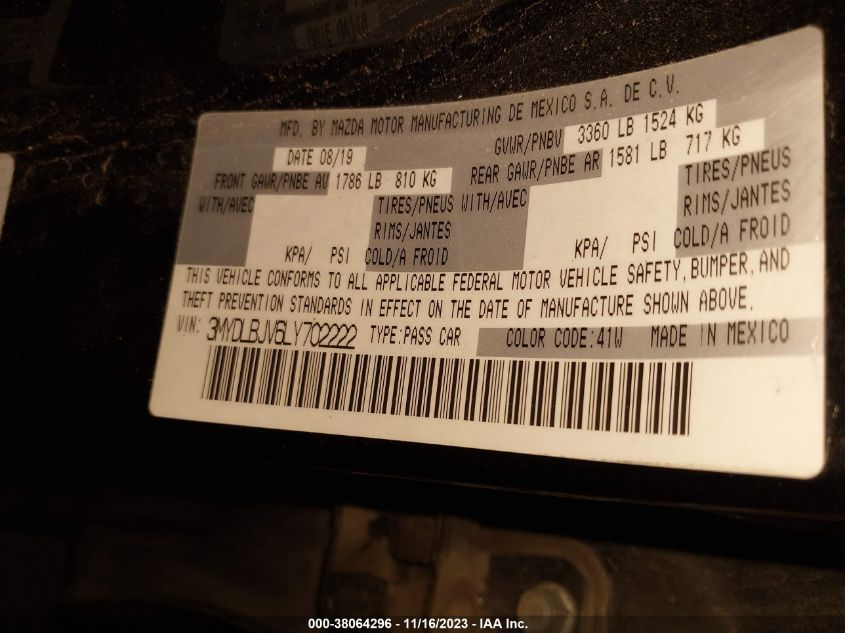 MFD. BY MAZDA MOTOR MANUFACTURING DE MEXICO S.A. DE C.V.
DATE 08/19 GVWR/PNBV 3360 LB 1524 KG
FRONT GAWR/PNBE AV 1786 LB 810 KG REAR GAWR/PNBE AR 1581 LB 717 KG
WITH/AVEC TIRES/PNEUS WITH/AVEC TIRES/PNEUS
RIMS/JANTES RIMS/JANTES
KPA/ PSI COLD/A FROID KPA/ PSI COLD/A FROID
THIS VEHICLE CONFORMS TO ALL APPLICABLE FEDERAL MOTOR VEHICLE SAFETY, BUMPER, AND
THEFT PREVENTION STANDARDS IN EFFECT ON THE DATE OF MANUFACTURE SHOWN ABOVE.
VIN: 3MYDLBJV6LY702222 TYPE:PASS CAR COLOR CODE:41W MADE IN MEXICO
000-38064296 - 11/16/2023 - IAA Inc.